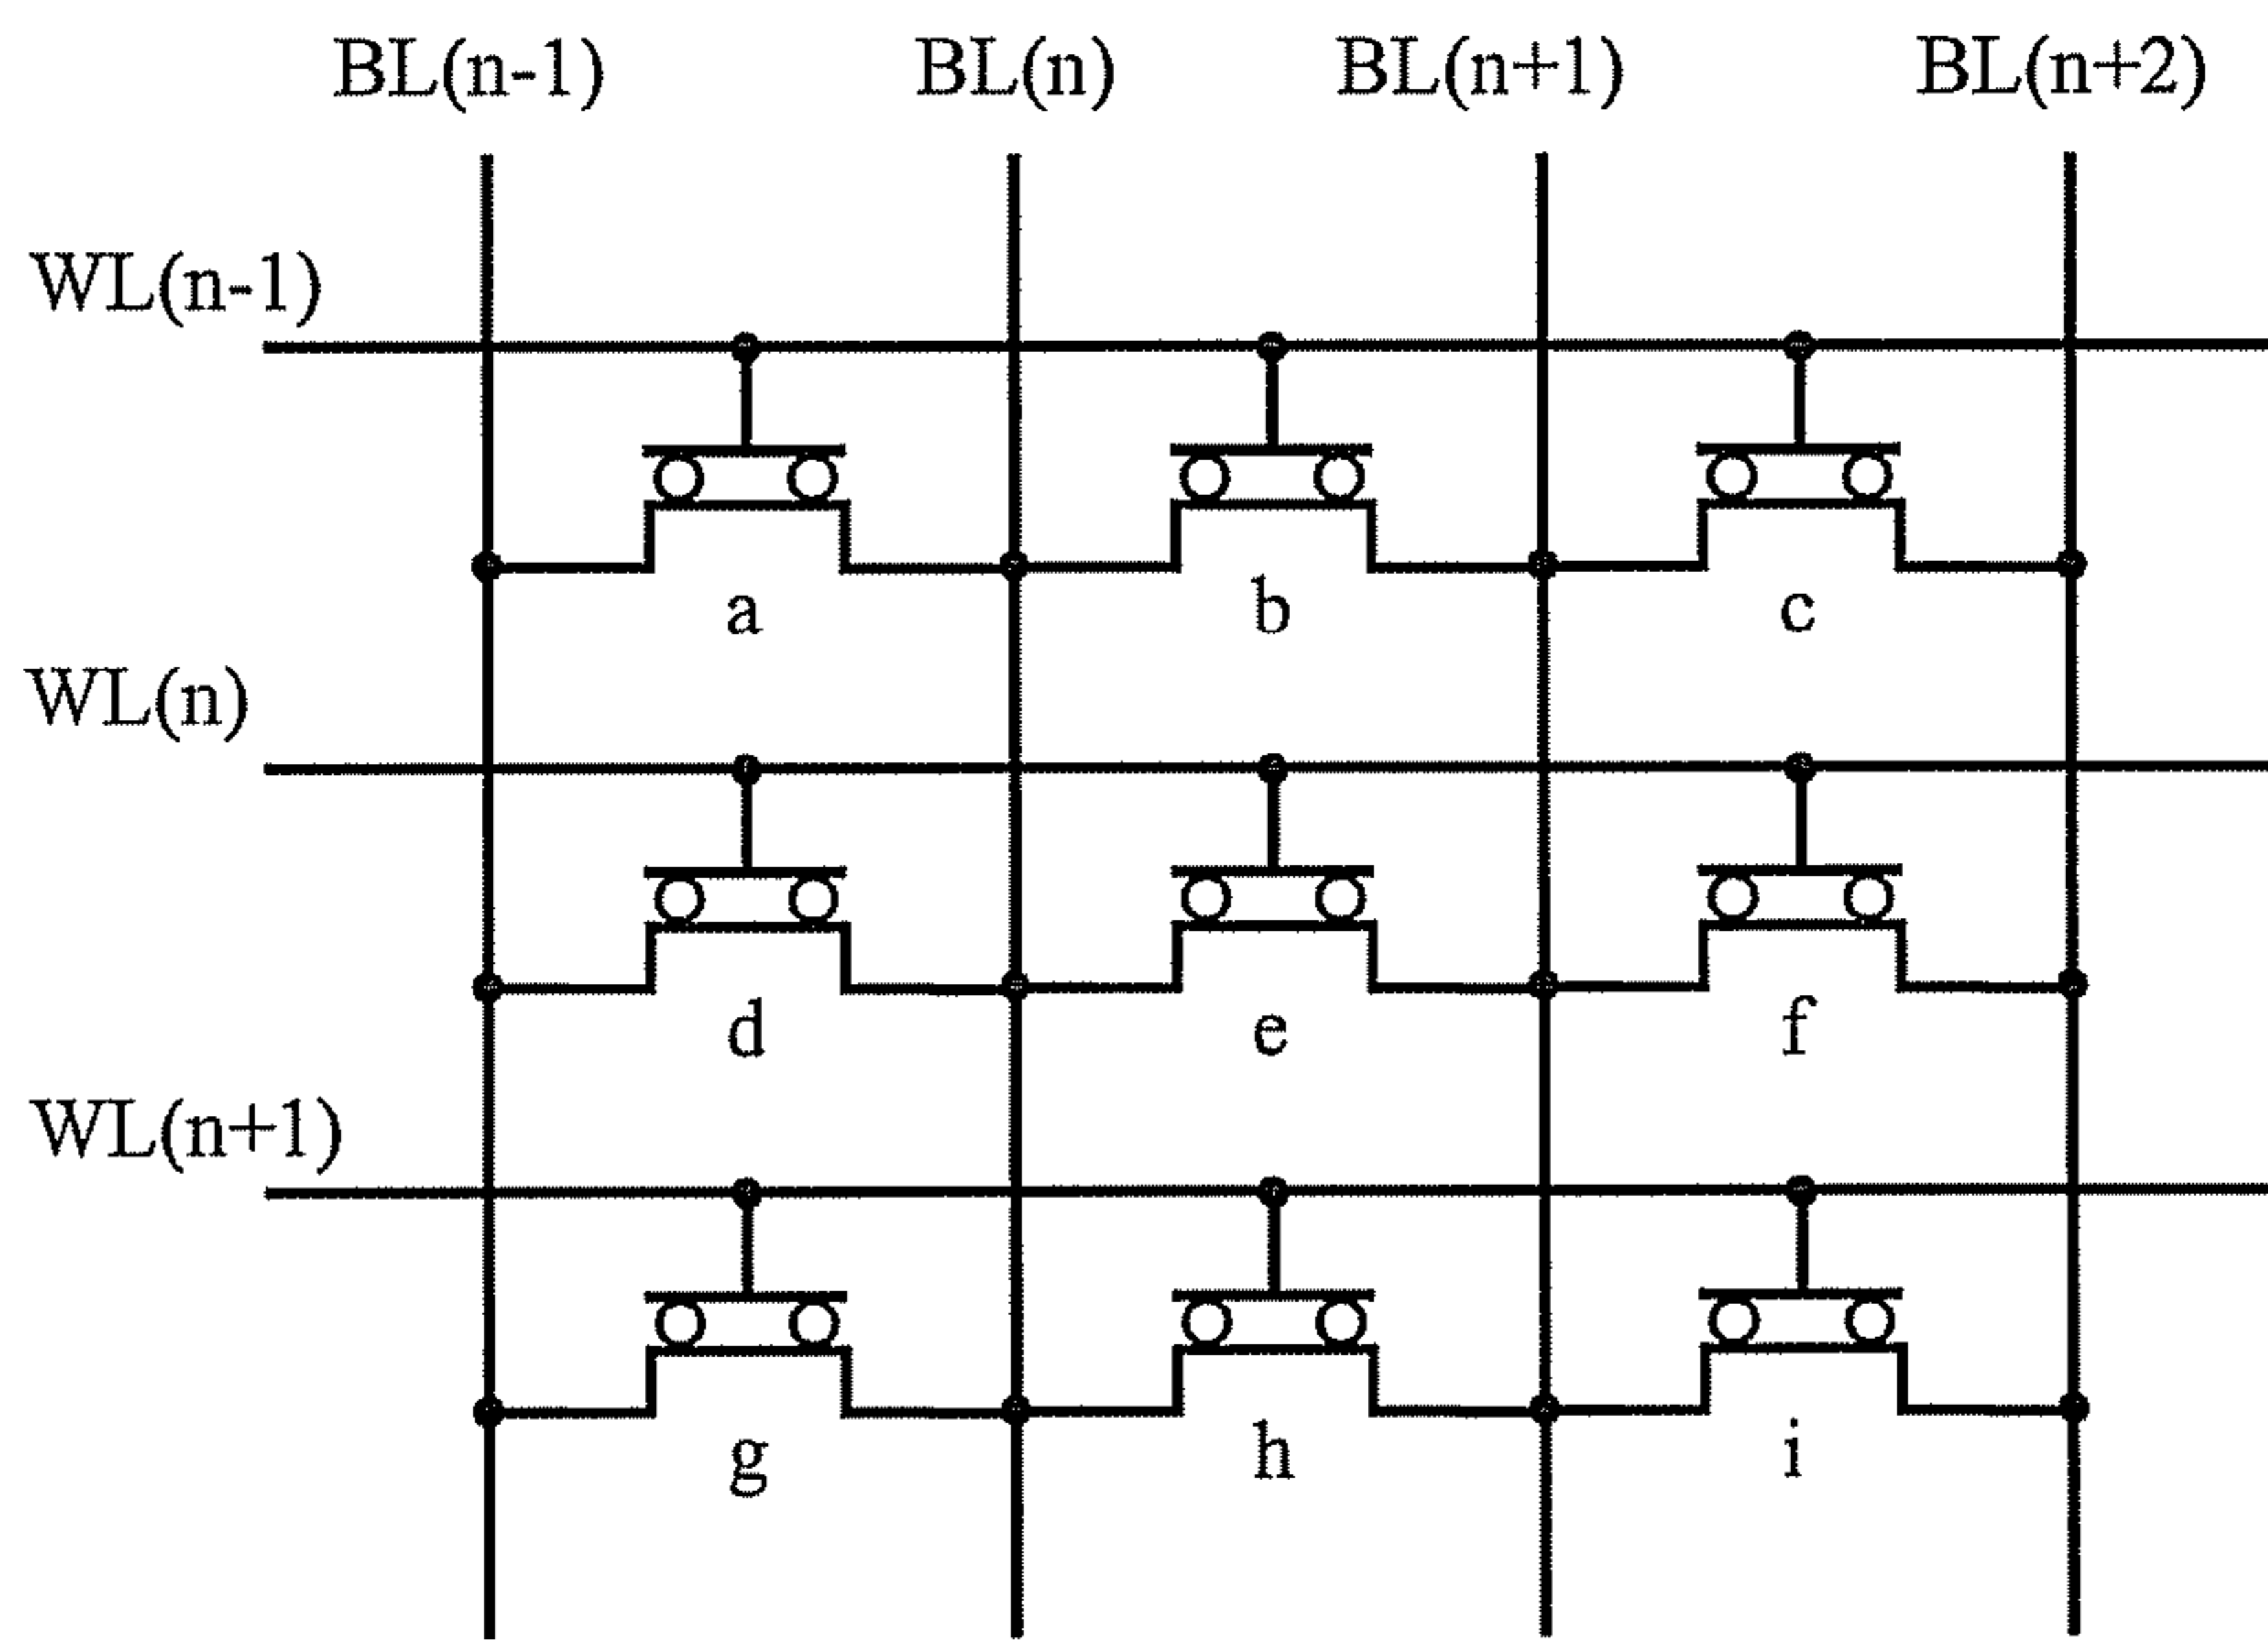 BL(n-1) BL(n) BL(n+1) BL(n+2)
WL(n-1)
a b c
WL(n)
d e f
WL(n+1)
g h i